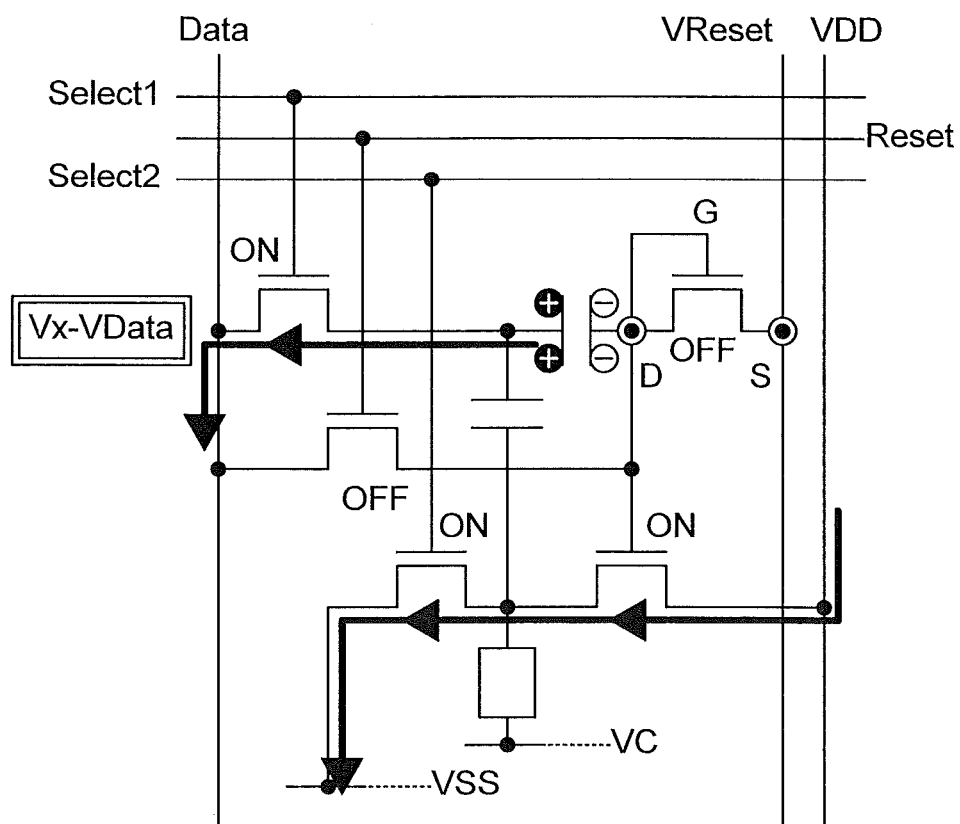 Data
VReset
VDD
Select1
Reset
Select2
G
ON
Vx-VData
+
-
+
-
OFF
D
S
OFF
ON
ON
VC
VSS